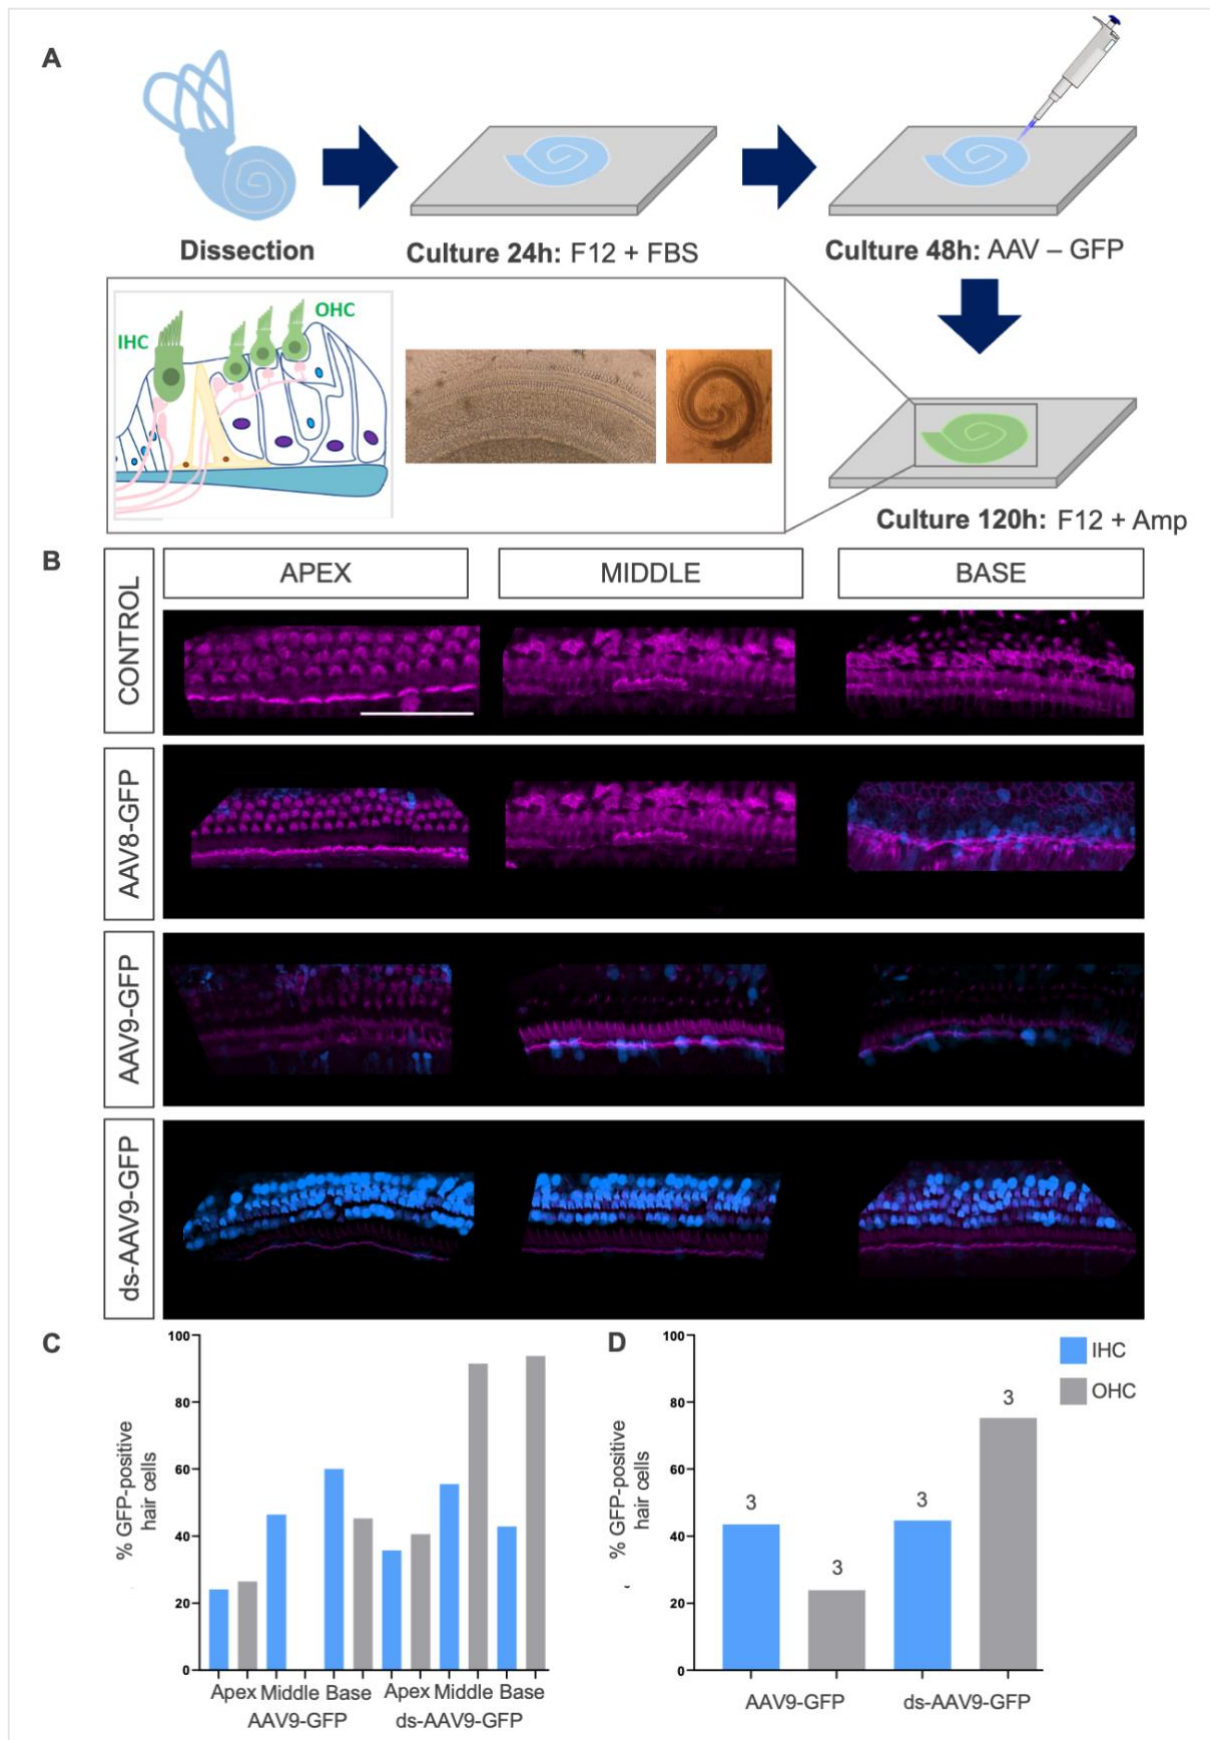 A
Dissection
Culture 24h: F12 + FBS
Culture 48h: AAV – GFP
IHC
OHC
Culture 120h: F12 + Amp
B
APEX
MIDDLE
BASE
CONTROL
AAV8-GFP
AAV9-GFP
ds-AAV9-GFP
C
% GFP-positive
hair cells
100
80
60
40
20
0
Apex Middle Base
AAV9-GFP
Apex Middle Base
ds-AAV9-GFP
D
% GFP-positive
hair cells
100
80
60
40
20
0
3
3
3
3
AAV9-GFP
ds-AAV9-GFP
IHC
OHC